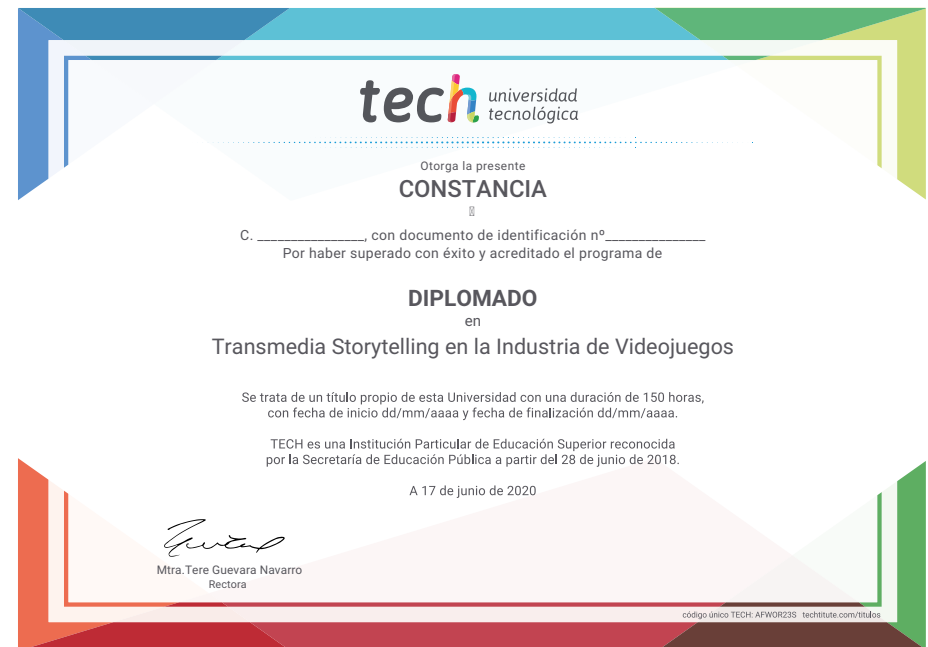 tech universidad
tecnológica
Otorga la presente
CONSTANCIA
C. ________________, con documento de identificación nº_______________
Por haber superado con éxito y acreditado el programa de
DIPLOMADO
en
Transmedia Storytelling en la Industria de Videojuegos
Se trata de un título propio de esta Universidad con una duración de 150 horas,
con fecha de inicio dd/mm/aaaa y fecha de finalización dd/mm/aaaa.
TECH es una Institución Particular de Educación Superior reconocida
por la Secretaría de Educación Pública a partir del 28 de junio de 2018.
A 17 de junio de 2020
Mtra.Tere Guevara Navarro
Rectora
código único TECH: AFWOR23S techtitute.com/titulos